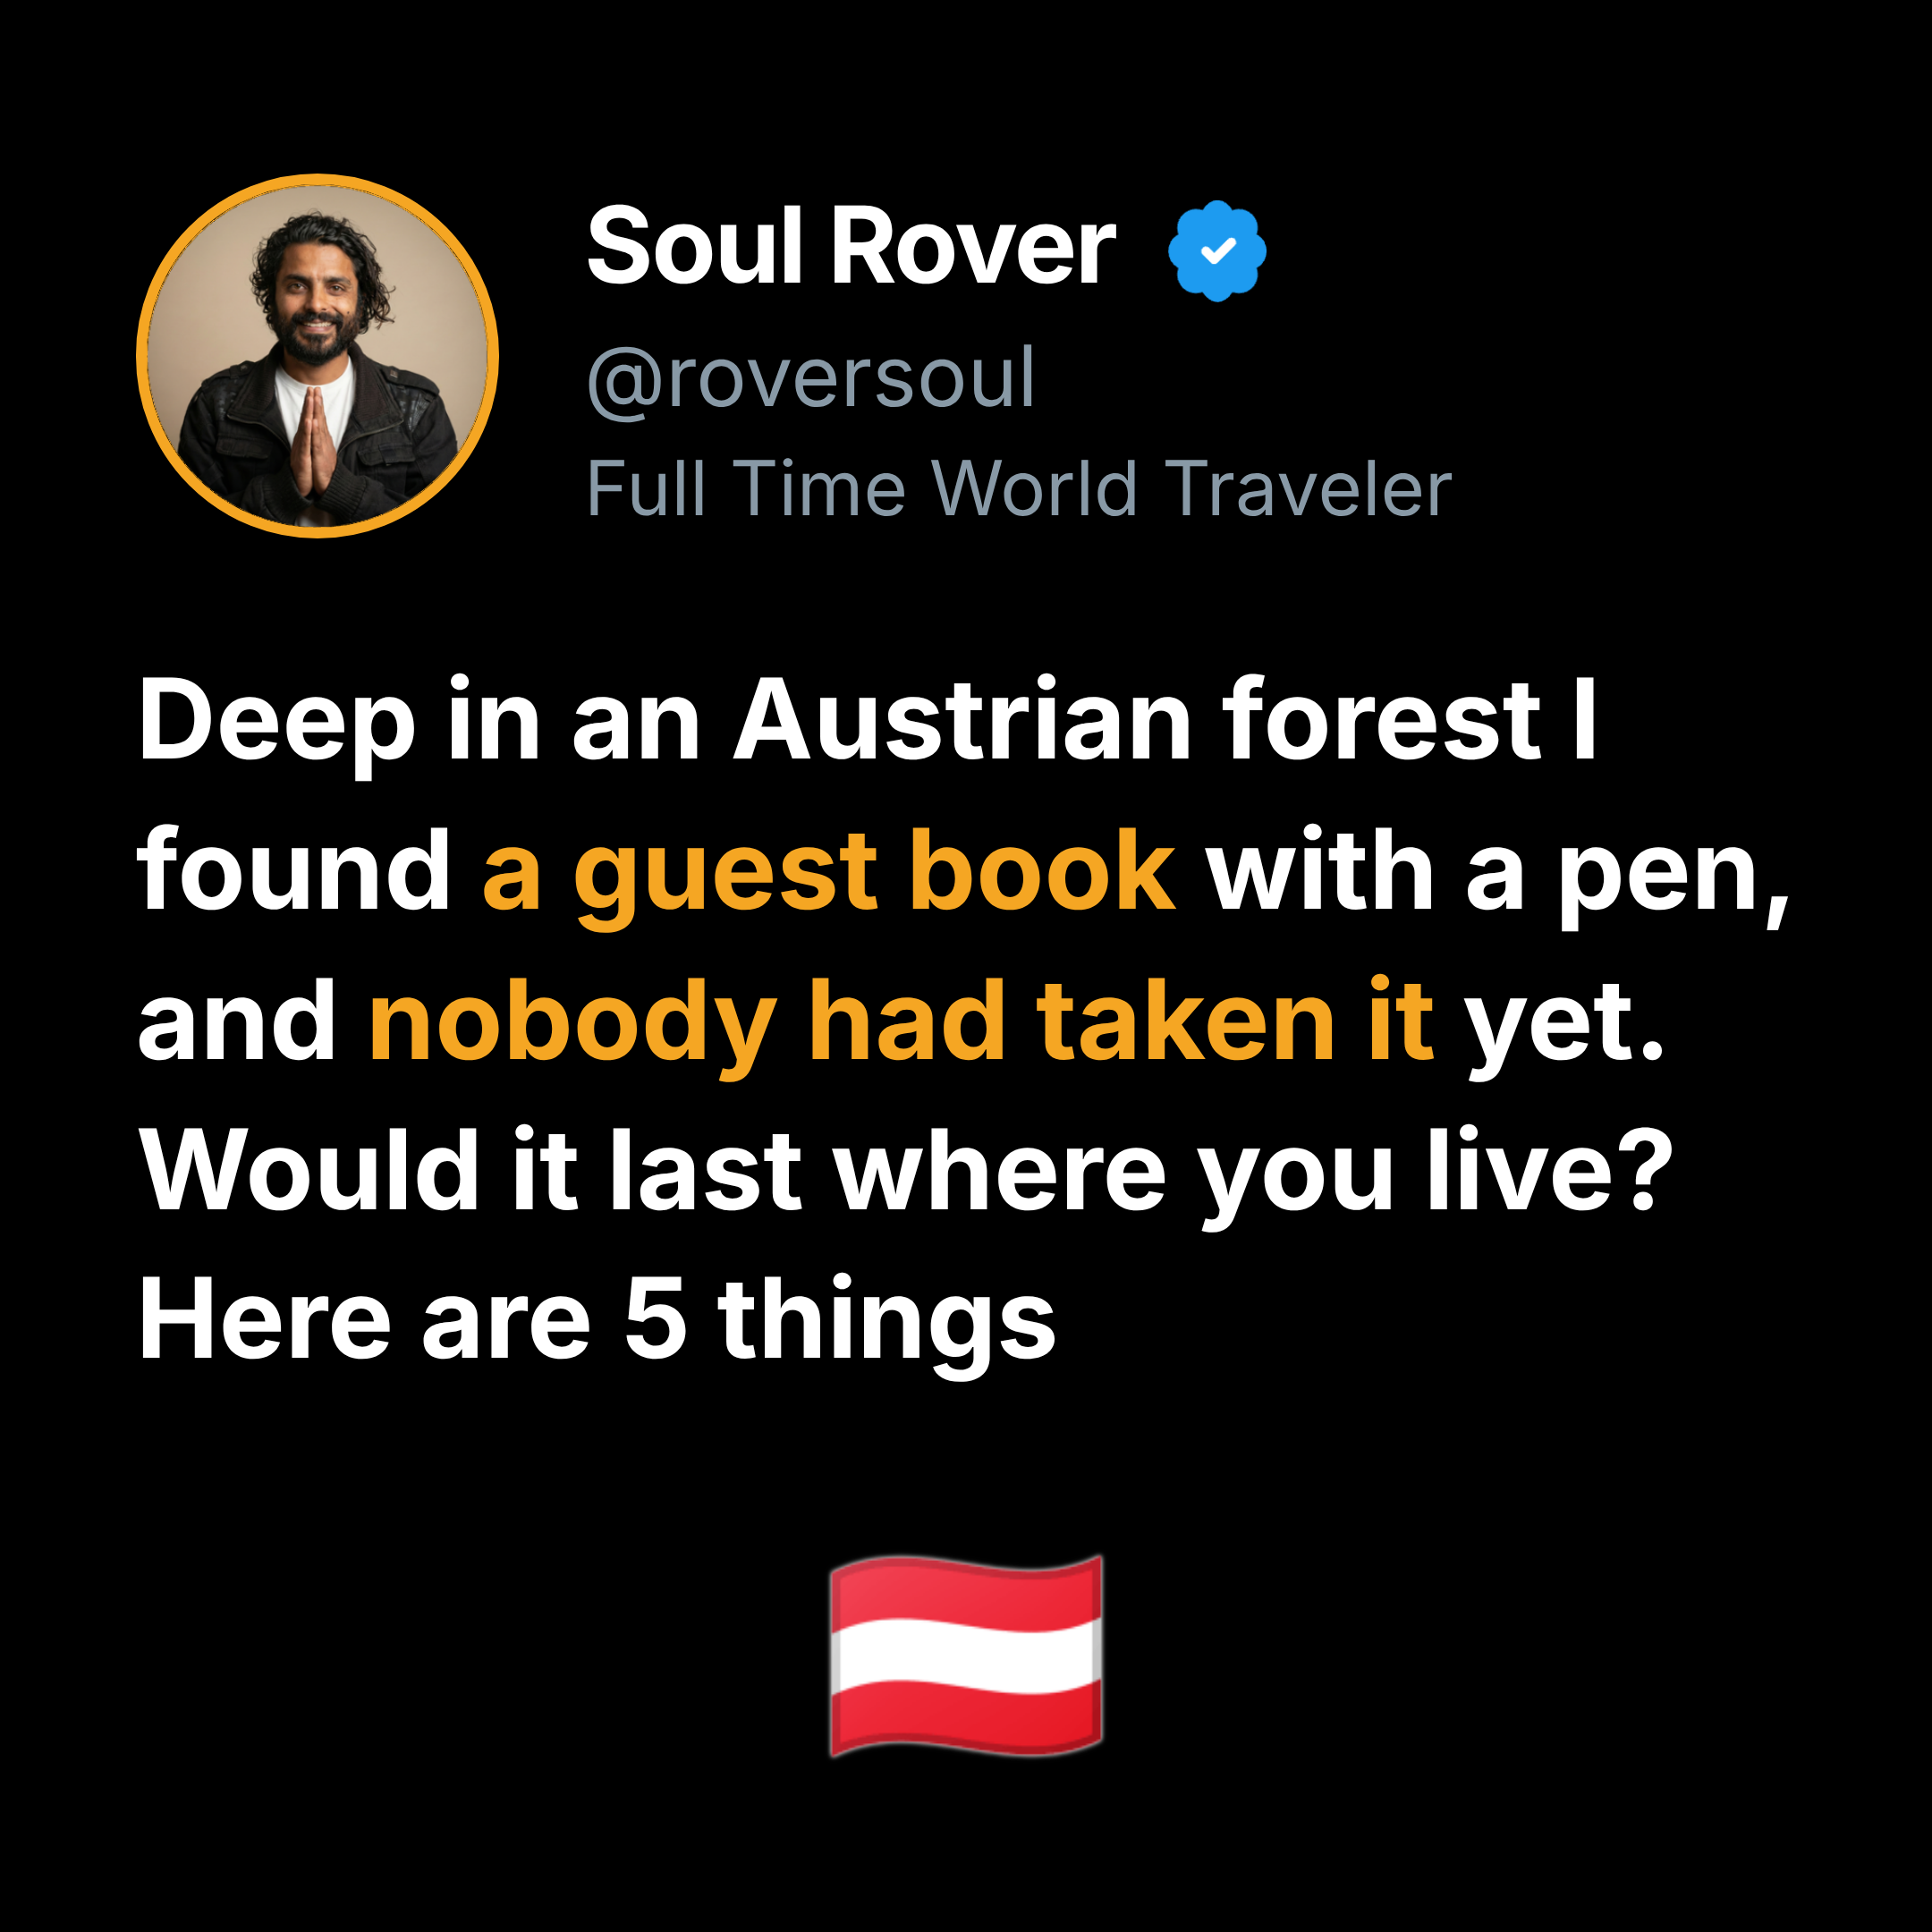 Soul Rover
@roversoul
Full Time World Traveler
Deep in an Austrian forest I
found a guest book with a pen,
and nobody had taken it yet.
Would it last where you live?
Here are 5 things